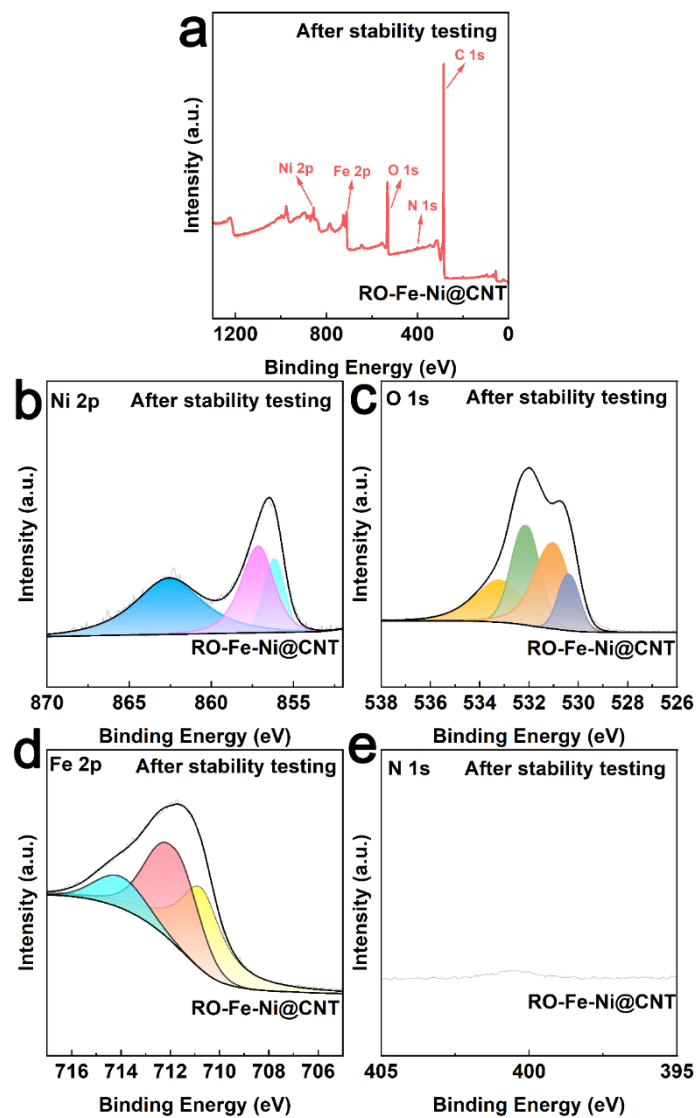 a
After stability testing
C 1s
Ni 2p
Fe 2p
O 1s
N 1s
RO-Fe-Ni@CNT
Intensity (a.u.)
1200 800 400 0
Binding Energy (eV)
b
Ni 2p
After stability testing
RO-Fe-Ni@CNT
Intensity (a.u.)
870 865 860 855
Binding Energy (eV)
c
O 1s
After stability testing
RO-Fe-Ni@CNT
Intensity (a.u.)
538 536 534 532 530 528 526
Binding Energy (eV)
d
Fe 2p
After stability testing
RO-Fe-Ni@CNT
Intensity (a.u.)
716 714 712 710 708 706
Binding Energy (eV)
e
N 1s
After stability testing
RO-Fe-Ni@CNT
Intensity (a.u.)
405 400 395
Binding Energy (eV)